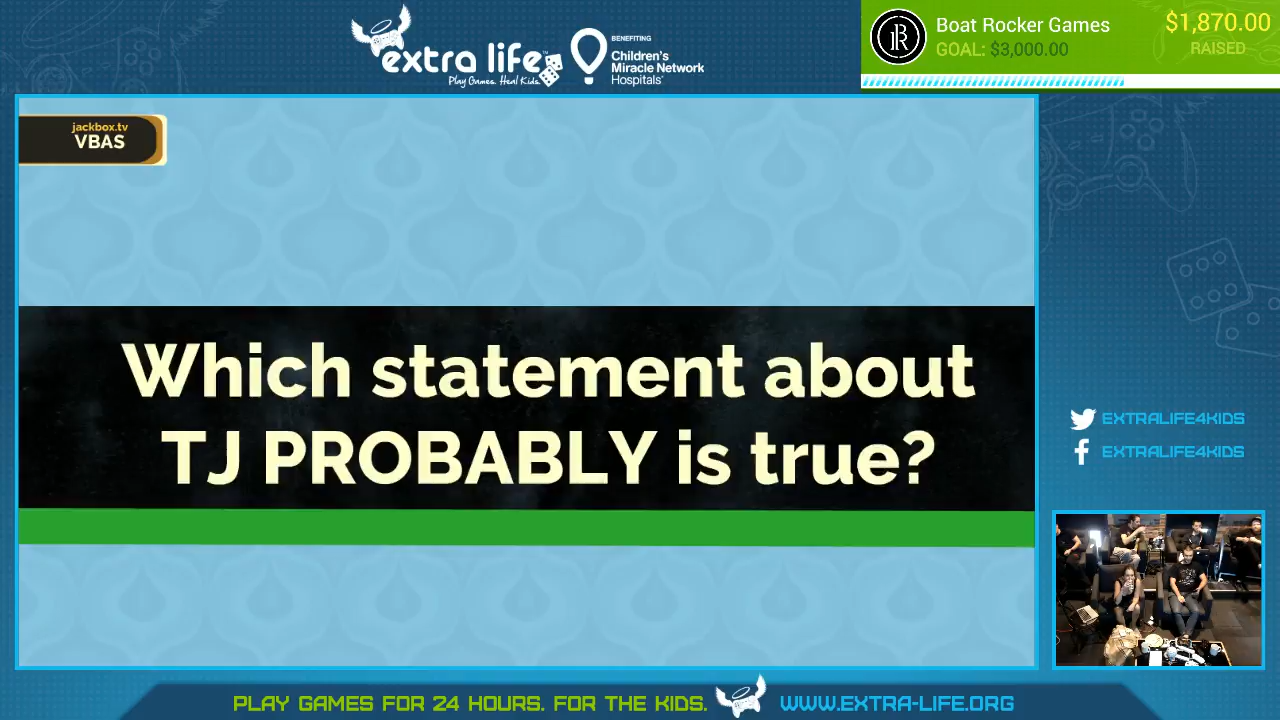 extra life
Play Games. Heal Kids.
BENEFITING
Children's
Miracle Network
Hospitals
Boat Rocker Games
GOAL: $3,000.00
$1,870.00
RAISED
jackbox.tv
VBAS
Which statement about
TJ PROBABLY is true?
EXTRALIFE4KIDS
EXTRALIFE4KIDS
PLAY GAMES FOR 24 HOURS. FOR THE KIDS.
WWW.EXTRA-LIFE.ORG